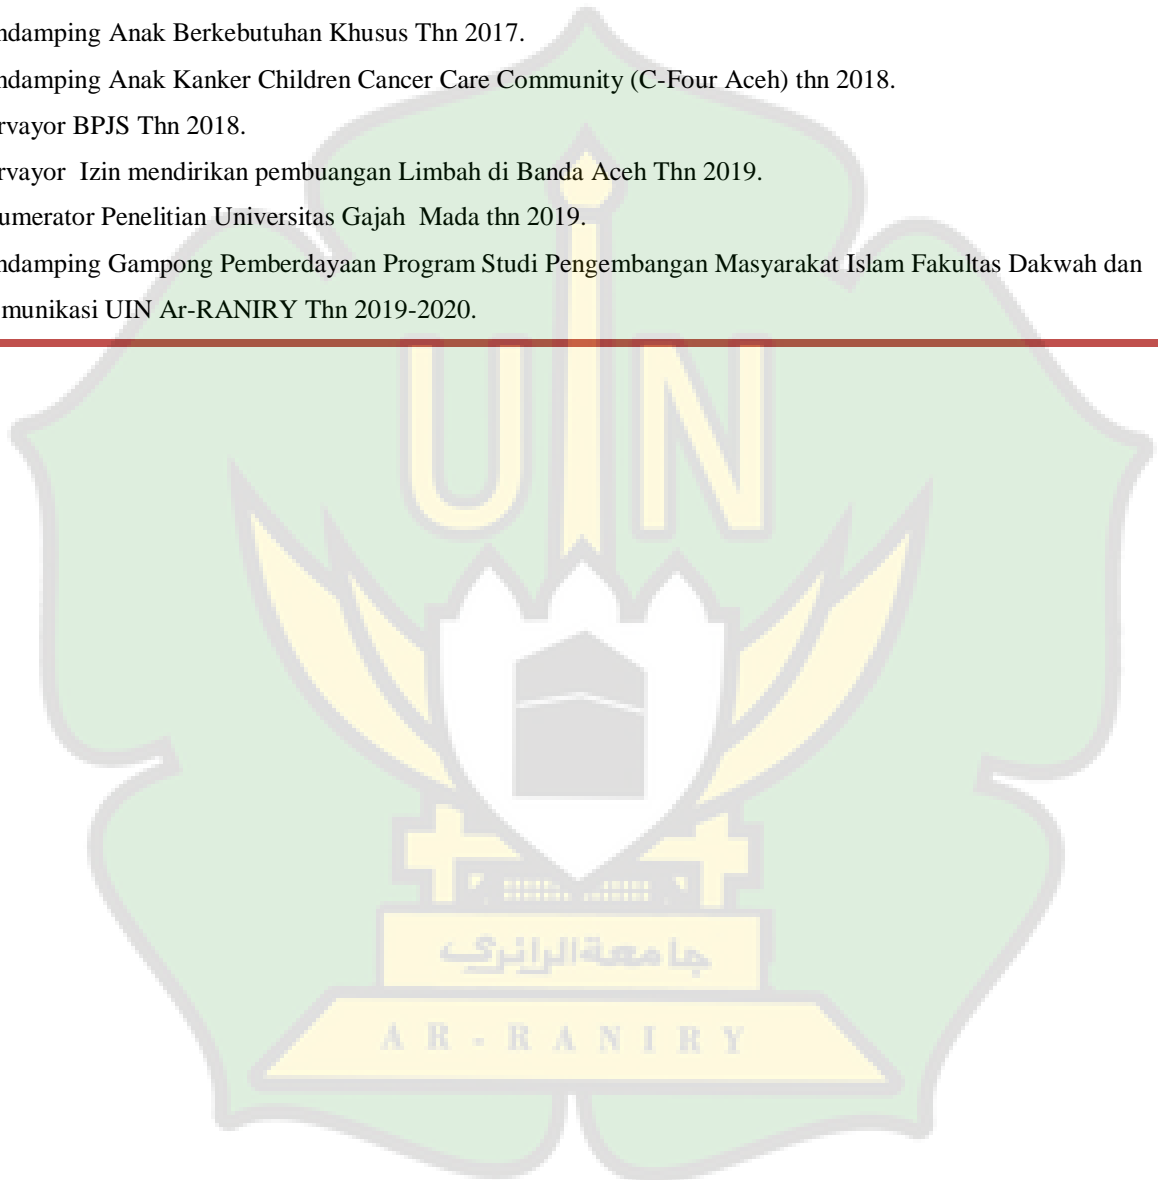 ndamping Anak Berkebutuhan Khusus Thn 2017.
ndamping Anak Kanker Children Cancer Care Community (C-Four Aceh) thn 2018.
rvayor BPJS Thn 2018.
rvayor  Izin mendirikan pembuangan Limbah di Banda Aceh Thn 2019.
umerator Penelitian Universitas Gajah  Mada thn 2019.
ndamping Gampong Pemberdayaan Program Studi Pengembangan Masyarakat Islam Fakultas Dakwah dan
munikasi UIN Ar-RANIRY Thn 2019-2020.
UIN
جامعة الرانري
AR-RANIRY